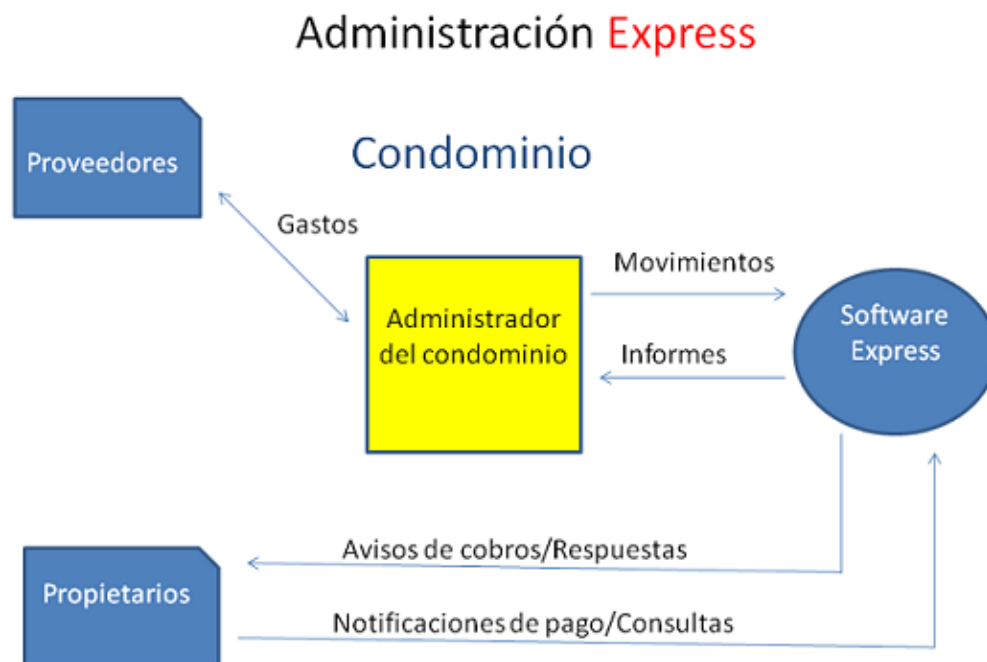 Administración Express
Condominio
Proveedores
Gastos
Administrador
del condominio
Movimientos
Informes
Software
Express
Avisos de cobros/Respuestas
Propietarios
Notificaciones de pago/Consultas